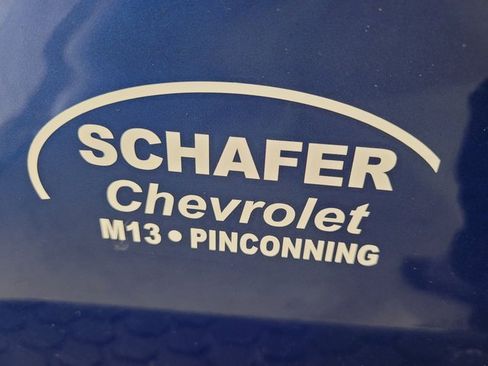 SCHAFER
Chevrolet
M13 • PINCONNING